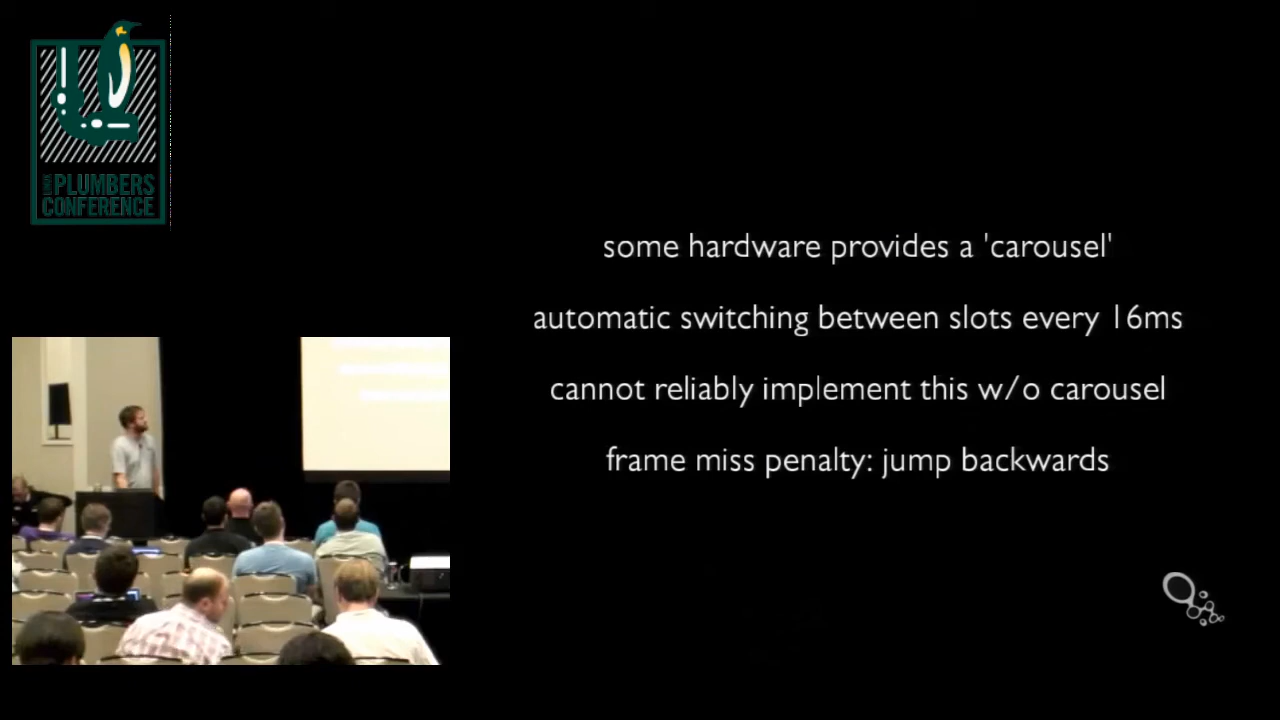 PLUMBERS
CONFERENCE
some hardware provides a 'carousel'
automatic switching between slots every 16ms
cannot reliably implement this w/o carousel
frame miss penalty: jump backwards